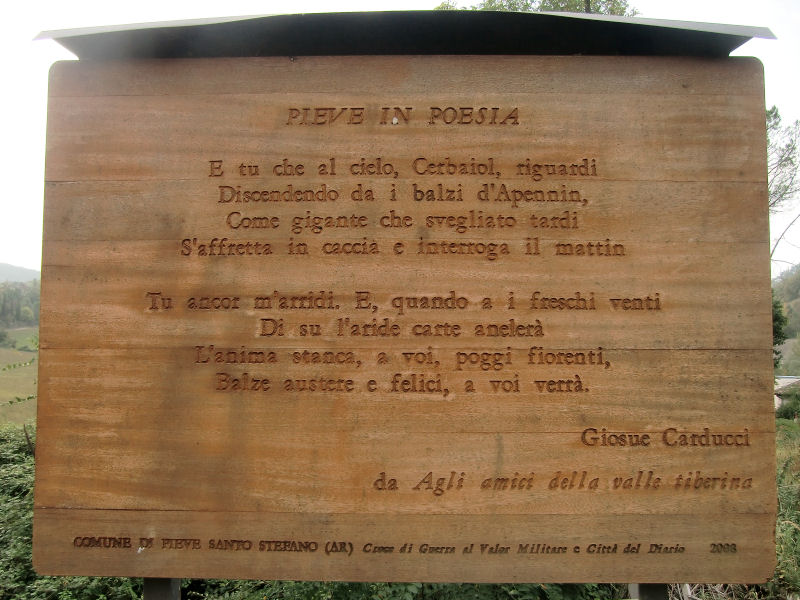 PIEVE IN POESIA
E tu che al cielo, Cerbaiol, riguardi
Discendendo da i balzi d'Apennin,
Come gigante che svegliato tardi
S'affretta in caccia e interroga il mattin
Tu ancor m'arridi. E, quando a i freschi venti
Di su l'aride carte anelerà
L'anima stanca, a voi, poggi fiorenti,
Balze austere e felici, a voi verrà.
Giosue Carducci
da Agli amici della valle tiberina
COMUNE DI PIEVE SANTO STEFANO (AR) Croce di Guerra al Valor Militare e Città del Diario 2008